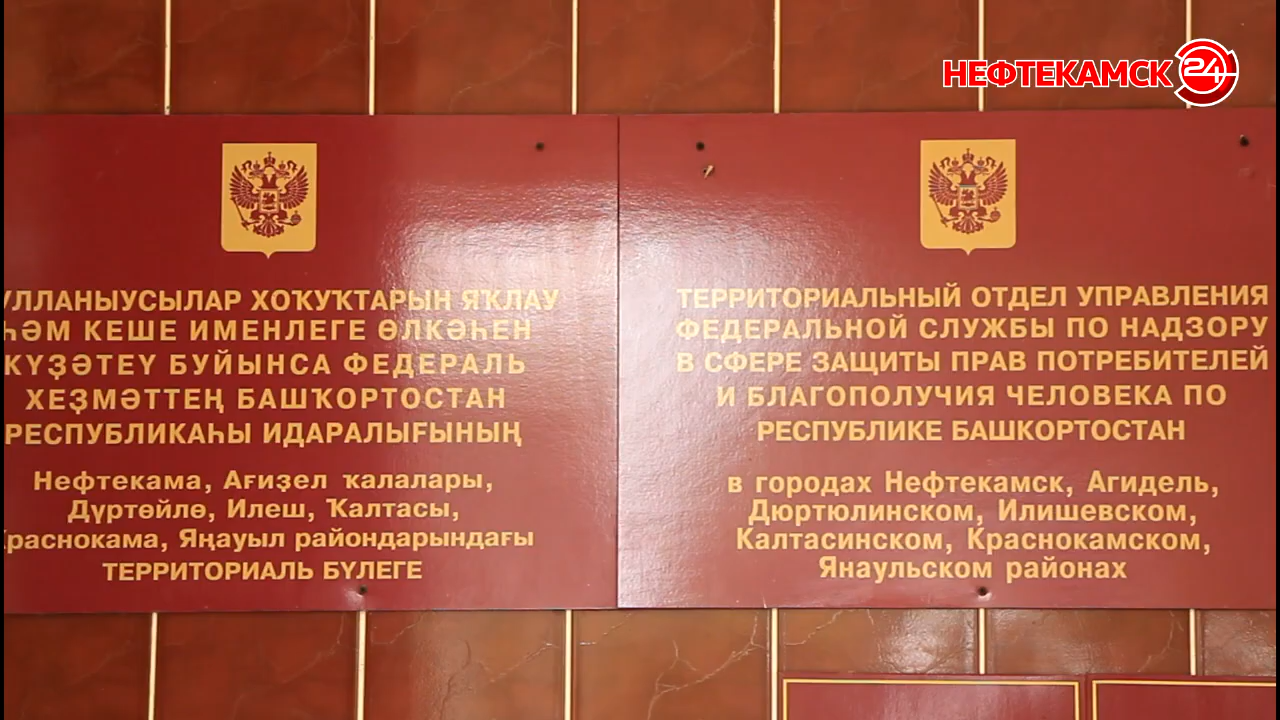 НЕФТЕКАМСК 24
УЛЛАНЫУСЫЛАР ХОҠУҠТАРЫН ЯҠЛАУ
ҺӘМ КЕШЕ ИМЕНЛЕГЕ ӨЛКӘҺЕН
КҮҘӘТЕҮ БУЙЫНСА ФЕДЕРАЛЬ
ХЕҘМӘТТЕҢ БАШҠОРТОСТАН
РЕСПУБЛИКАҺЫ ИДАРАЛЫҒЫНЫҢ
Нефтекама, Ағиҙел ҡалалары,
Дүртөйлө, Илеш, Ҡалтасы,
Краснокама, Яңауыл райондарындағы
ТЕРРИТОРИАЛЬ БҮЛЕГЕ
ТЕРРИТОРИАЛЬНЫЙ ОТДЕЛ УПРАВЛЕНИЯ
ФЕДЕРАЛЬНОЙ СЛУЖБЫ ПО НАДЗОРУ
В СФЕРЕ ЗАЩИТЫ ПРАВ ПОТРЕБИТЕЛЕЙ
И БЛАГОПОЛУЧИЯ ЧЕЛОВЕКА ПО
РЕСПУБЛИКЕ БАШКОРТОСТАН
в городах Нефтекамск, Агидель,
Дюртюлинском, Илишевском,
Калтасинском, Краснокамском,
Янаульском районах